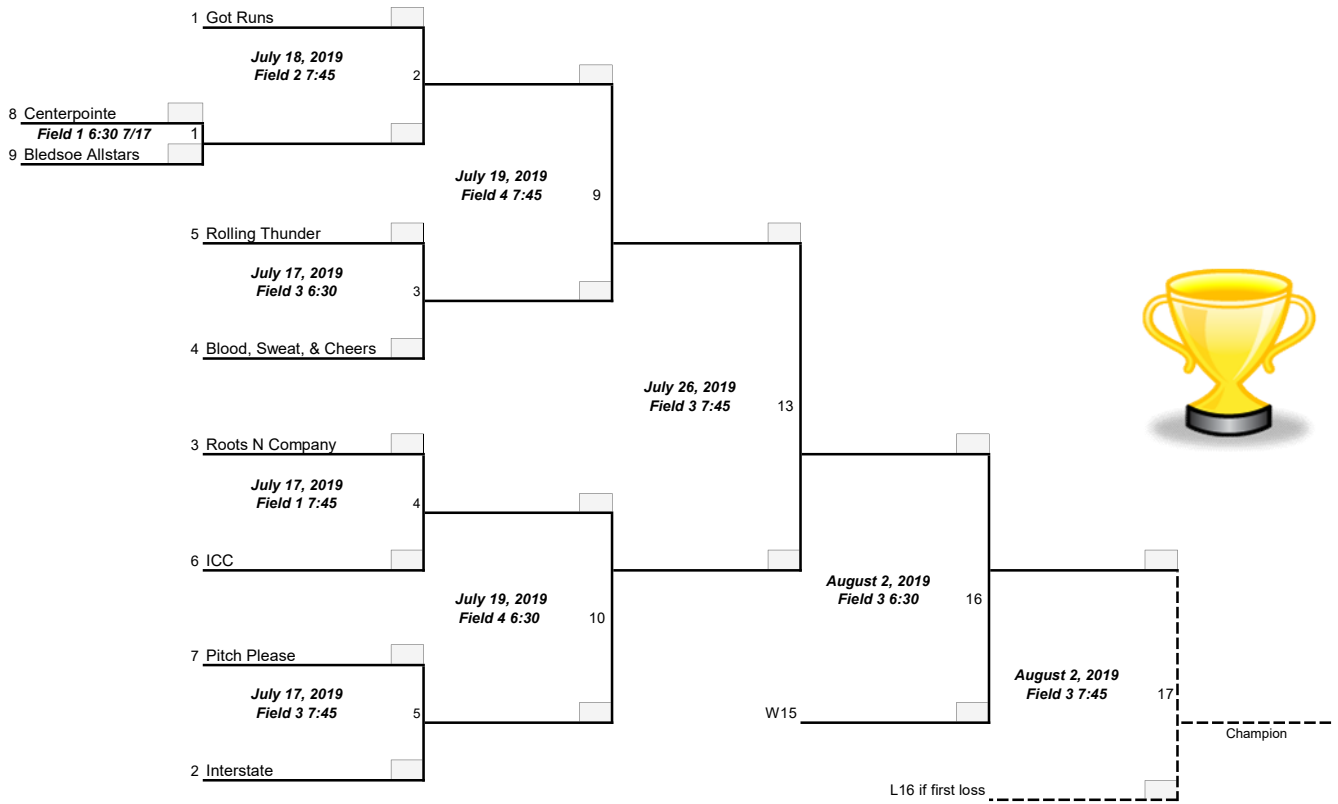 1 Got Runs
July 18, 2019
Field 2 7:45
2
8 Centerpointe
Field 1 6:30 7/17 1
9 Bledsoe Allstars
July 19, 2019
Field 4 7:45
9
5 Rolling Thunder
July 17, 2019
Field 3 6:30
3
4 Blood, Sweat, & Cheers
July 26, 2019
Field 3 7:45
13
3 Roots N Company
July 17, 2019
Field 1 7:45
4
6 ICC
July 19, 2019
Field 4 6:30
10
August 2, 2019
Field 3 6:30
16
7 Pitch Please
July 17, 2019
Field 3 7:45
5
2 Interstate
W15
August 2, 2019
Field 3 7:45
17
Champion
L16 if first loss